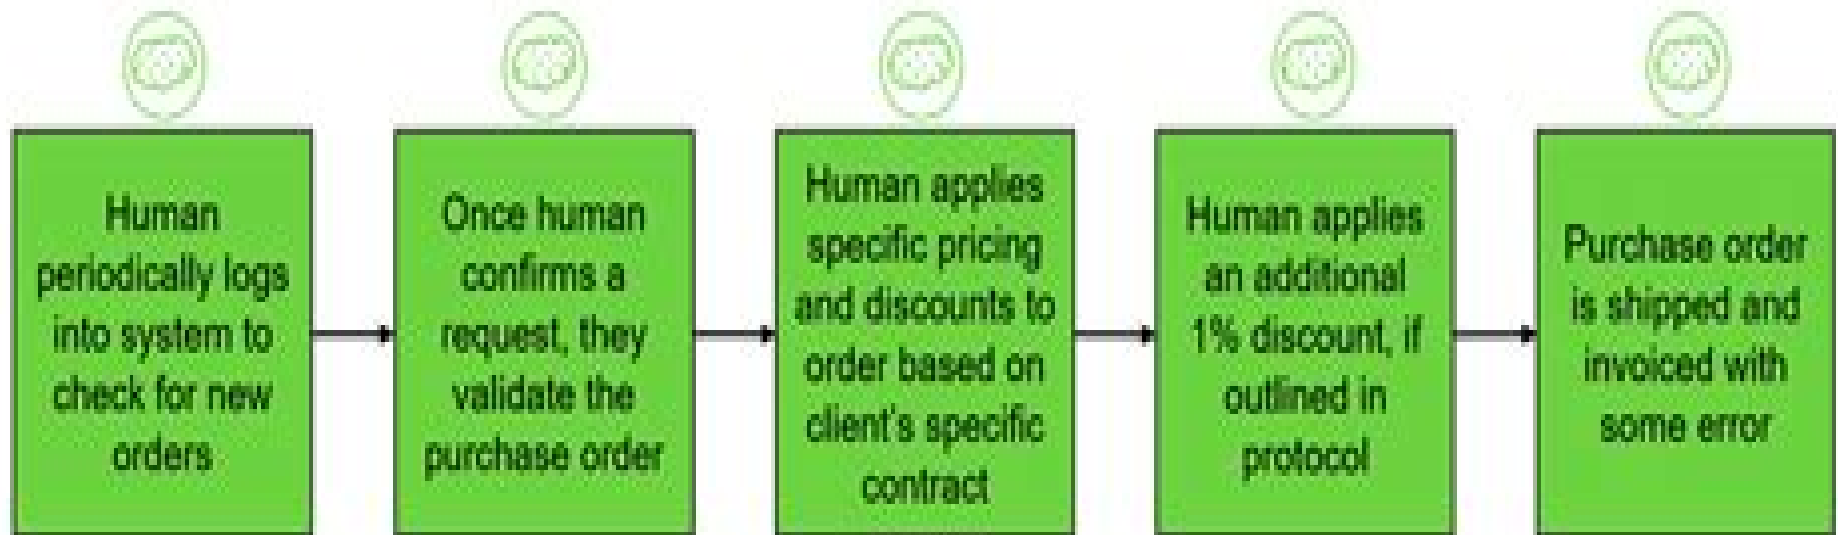 Human
periodically logs
into system to
check for new
orders
Once human
confirms a
request, they
validate the
purchase order
Human applies
specific pricing
and discounts to
order based on
client's specific
contract
Human applies
an additional
1% discount, if
outlined in
protocol
Purchase order
is shipped and
invoiced with
some error